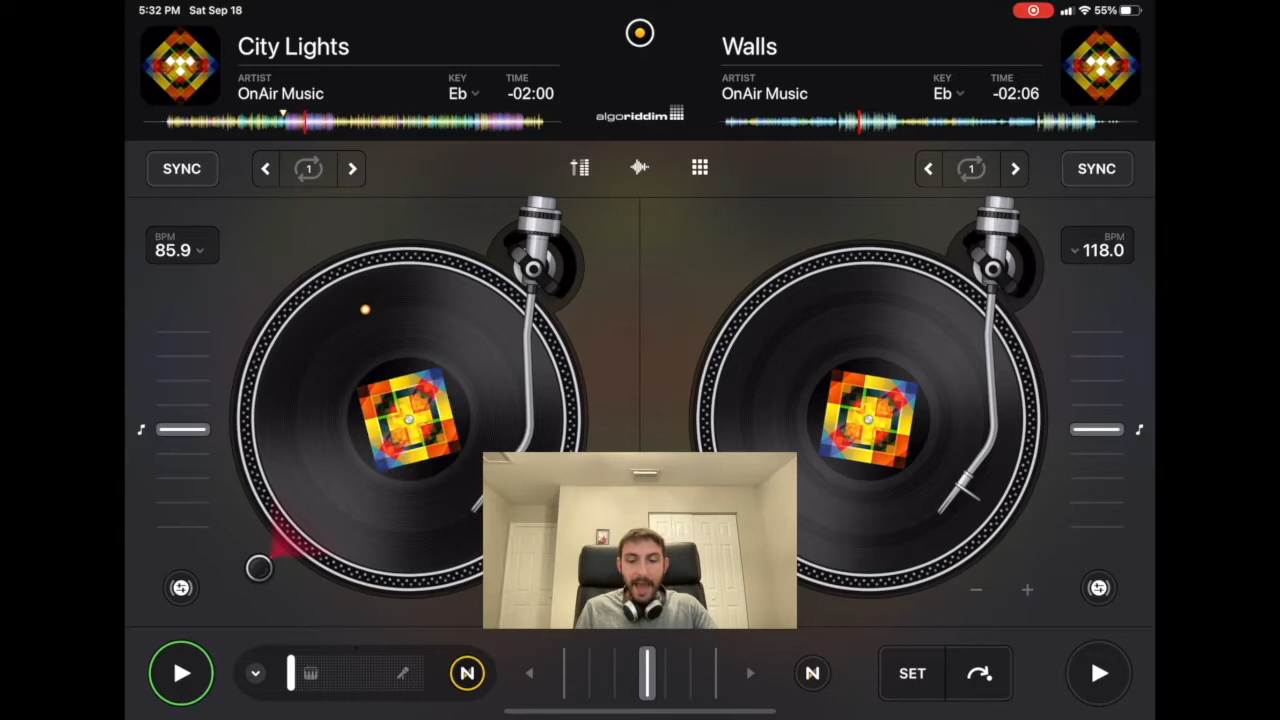 5:32 PM Sat Sep 18
55%
City Lights
ARTIST KEY TIME
OnAir Music Eb -02:00
Walls
ARTIST KEY TIME
OnAir Music Eb -02:06
algoriddim
SYNC
1
1
SYNC
BPM
85.9
BPM
118.0
N
N
SET